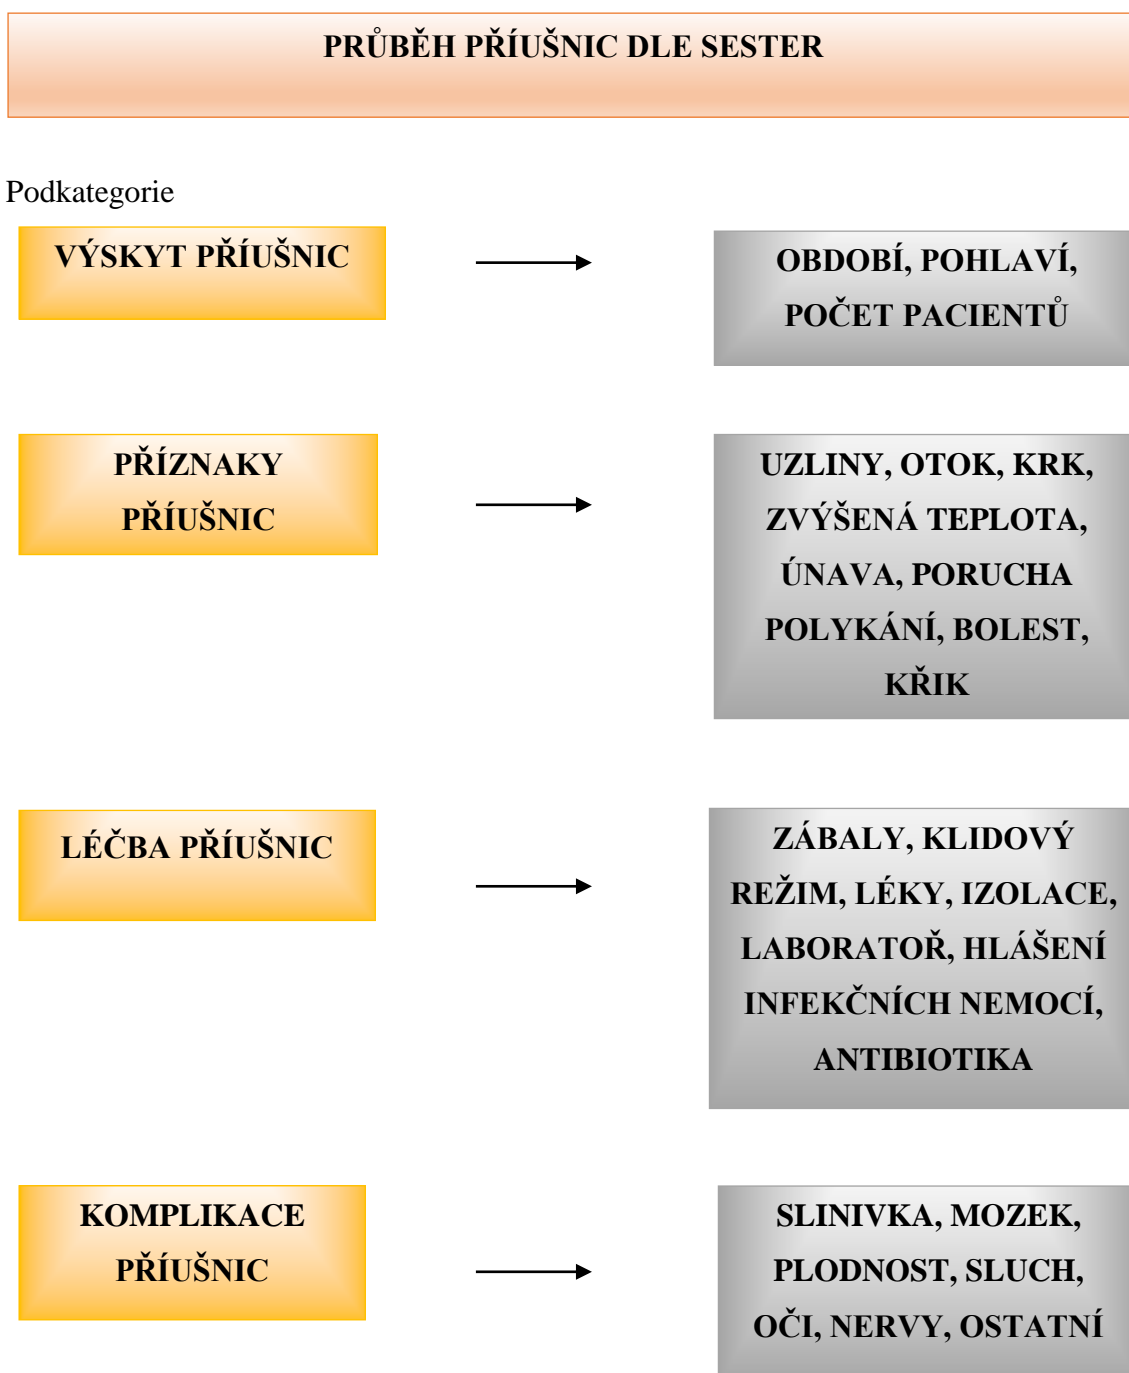 PRŮBĚH PŘÍUŠNIC DLE SESTER
Podkategorie
VÝSKYT PŘÍUŠNIC
OBDOBÍ, POHLAVÍ,
POČET PACIENTŮ
PŘÍZNAKY
PŘÍUŠNIC
UZLINY, OTOK, KRK,
ZVÝŠENÁ TEPLOTA,
ÚNAVA, PORUCHA
POLYKÁNÍ, BOLEST,
KŘIK
LÉČBA PŘÍUŠNIC
ZÁBALY, KLIDOVÝ
REŽIM, LÉKY, IZOLACE,
LABORATOŘ, HLÁŠENÍ
INFEKČNÍCH NEMOCÍ,
ANTIBIOTIKA
KOMPLIKACE
PŘÍUŠNIC
SLINIVKA, MOZEK,
PLODNOST, SLUCH,
OČI, NERVY, OSTATNÍ